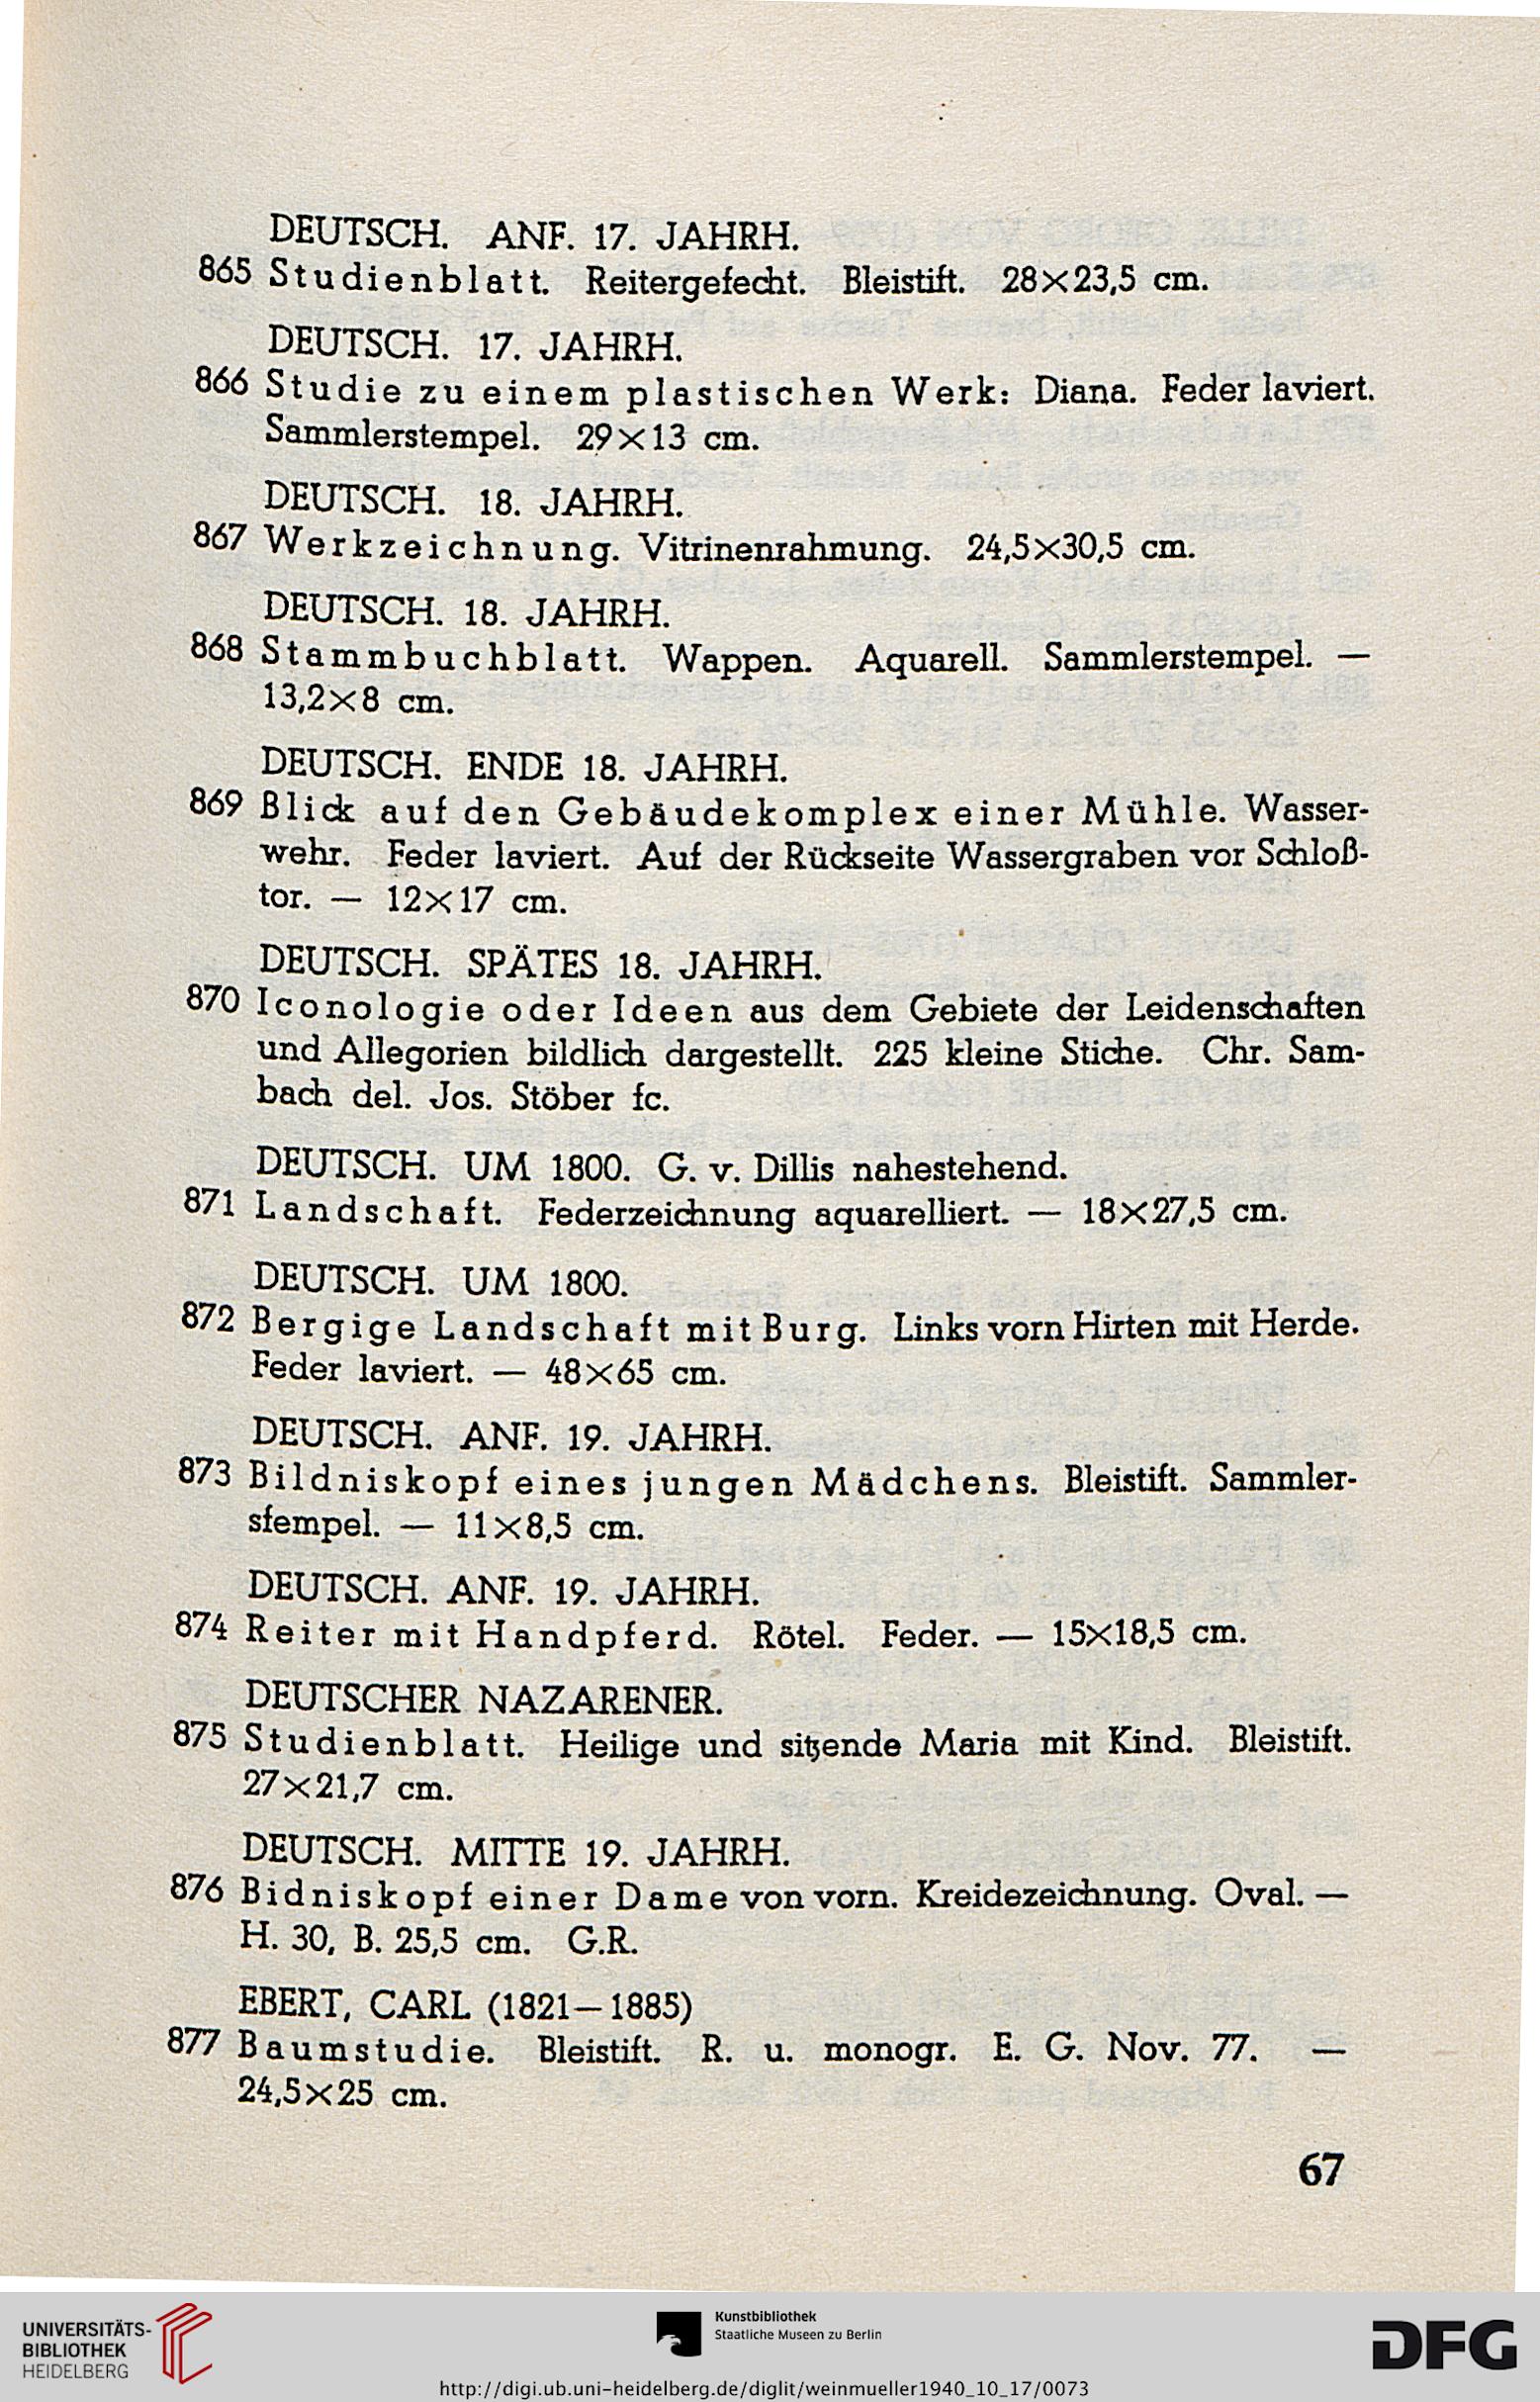 DEUTSCH. ANF. 17. JAHRH.
865 Studienblatt. Reitergefecht. Bleistift. 28×23,5 cm.
DEUTSCH. 17. JAHRH.
866 Studie zu einem plastischen Werk: Diana. Feder laviert.
Sammlerstempel. 29×13 cm.
DEUTSCH. 18. JAHRH.
867 Werkzeichnung. Vitrinenrahmung. 24,5×30,5 cm.
DEUTSCH. 18. JAHRH.
868 Stammbuchblatt. Wappen. Aquarell. Sammlerstempel. —
13,2×8 cm.
DEUTSCH. ENDE 18. JAHRH.
869 Blick auf den Gebäudekomplex einer Mühle. Wasser-
wehr. Feder laviert. Auf der Rückseite Wassergraben vor Schloß-
tor. — 12×17 cm.
DEUTSCH. SPÄTES 18. JAHRH.
870 Iconologie oder Ideen aus dem Gebiete der Leidenschaften
und Allegorien bildlich dargestellt. 225 kleine Stiche. Chr. Sam-
bach del. Jos. Stöber fc.
DEUTSCH. UM 1800. G. v. Dillis nahestehend.
871 Landschaft. Federzeichnung aquarelliert. — 18×27,5 cm.
DEUTSCH. UM 1800.
872 Bergige Landschaft mit Burg. Links vorn Hirten mit Herde.
Feder laviert. — 48×65 cm.
DEUTSCH. ANF. 19. JAHRH.
873 Bildniskopf eines jungen Mädchens. Bleistift. Sammler-
stempel. — 11×8,5 cm.
DEUTSCH. ANF. 19. JAHRH.
874 Reiter mit Handpferd. Rötel. Feder. — 15×18,5 cm.
DEUTSCHER NAZARENER.
875 Studienblatt. Heilige und sitzende Maria mit Kind. Bleistift.
27×21,7 cm.
DEUTSCH. MITTE 19. JAHRH.
876 Bidniskopf einer Dame von vorn. Kreidezeichnung. Oval. —
H. 30, B. 25,5 cm. G.R.
EBERT, CARL (1821—1885)
877 Baumstudie. Bleistift. R. u. monogr. E. G. Nov. 77. —
24,5×25 cm.
67
UNIVERSITÄTS-
BIBLIOTHEK
HEIDELBERG
Kunstbibliothek
Staatliche Museen zu Berlin
DFG
http://digi.ub.uni-heidelberg.de/diglit/weinmueller1940_10_17/0073